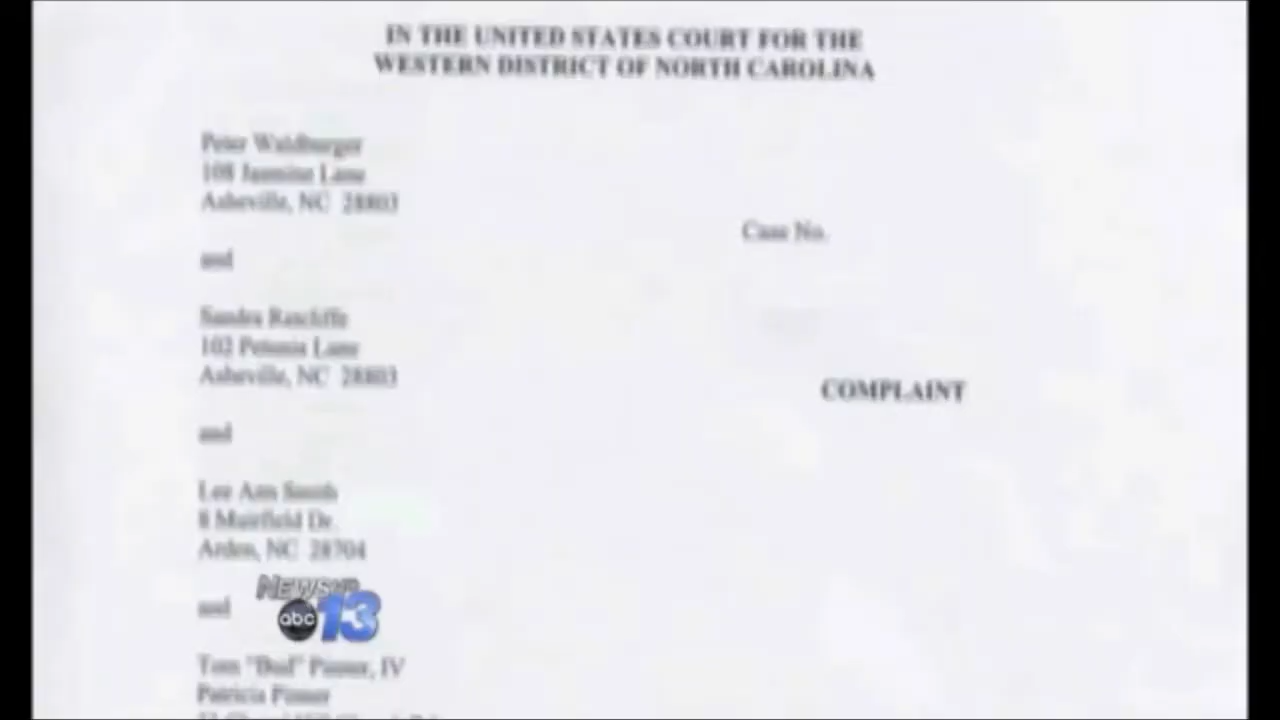 IN THE UNITED STATES COURT FOR THE
WESTERN DISTRICT OF NORTH CAROLINA
Peter Waldburger
108 Jasmine Lane
Asheville, NC 28803
Case No.
and
Sandra Ratcliffe
102 Petunia Lane
Asheville, NC 28803
COMPLAINT
and
Lee Ann Smith
8 Muirfield Dr.
Arden, NC 28704
and
NEWS HD
abc 13
Tom "Bud" Pinner, IV
Patricia Pinner